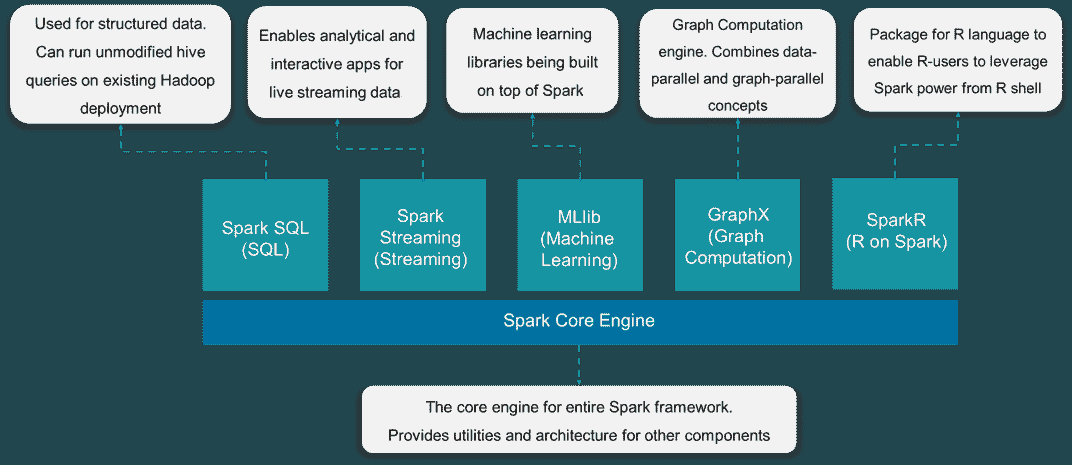 Used for structured data.
Can run unmodified hive
queries on existing Hadoop
deployment
Enables analytical and
interactive apps for
live streaming data
Machine learning
libraries being built
on top of Spark
Graph Computation
engine. Combines data-
parallel and graph-parallel
concepts
Package for R language to
enable R-users to leverage
Spark power from R shell
Spark SQL
(SQL)
Spark
Streaming
(Streaming)
MLlib
(Machine
Learning)
GraphX
(Graph
Computation)
SparkR
(R on Spark)
Spark Core Engine
The core engine for entire Spark framework.
Provides utilities and architecture for other components